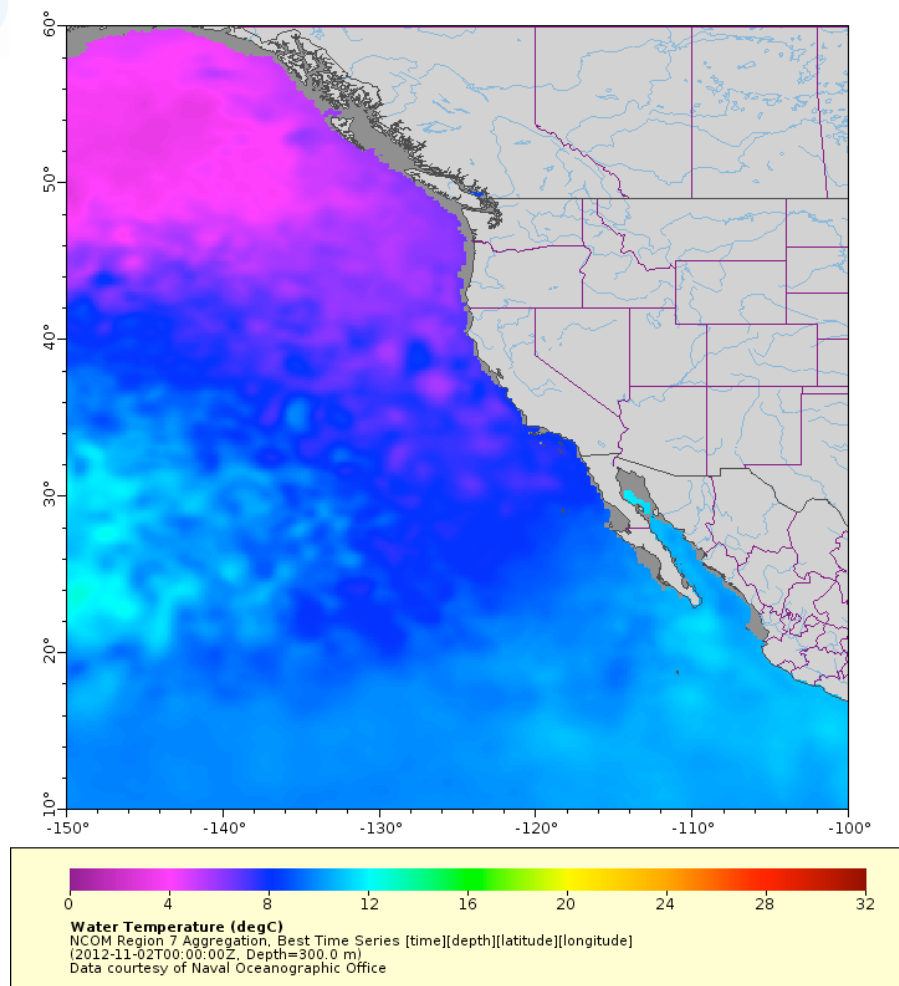 60°
50°
40°
30°
20°
10°
-150° -140° -130° -120° -110° -100°
0 4 8 12 16 20 24 28 32
Water Temperature (degC)
NCOM Region 7 Aggregation, Best Time Series [time][depth][latitude][longitude]
(2012-11-02T00:00:00Z, Depth=300.0 m)
Data courtesy of Naval Oceanographic Office